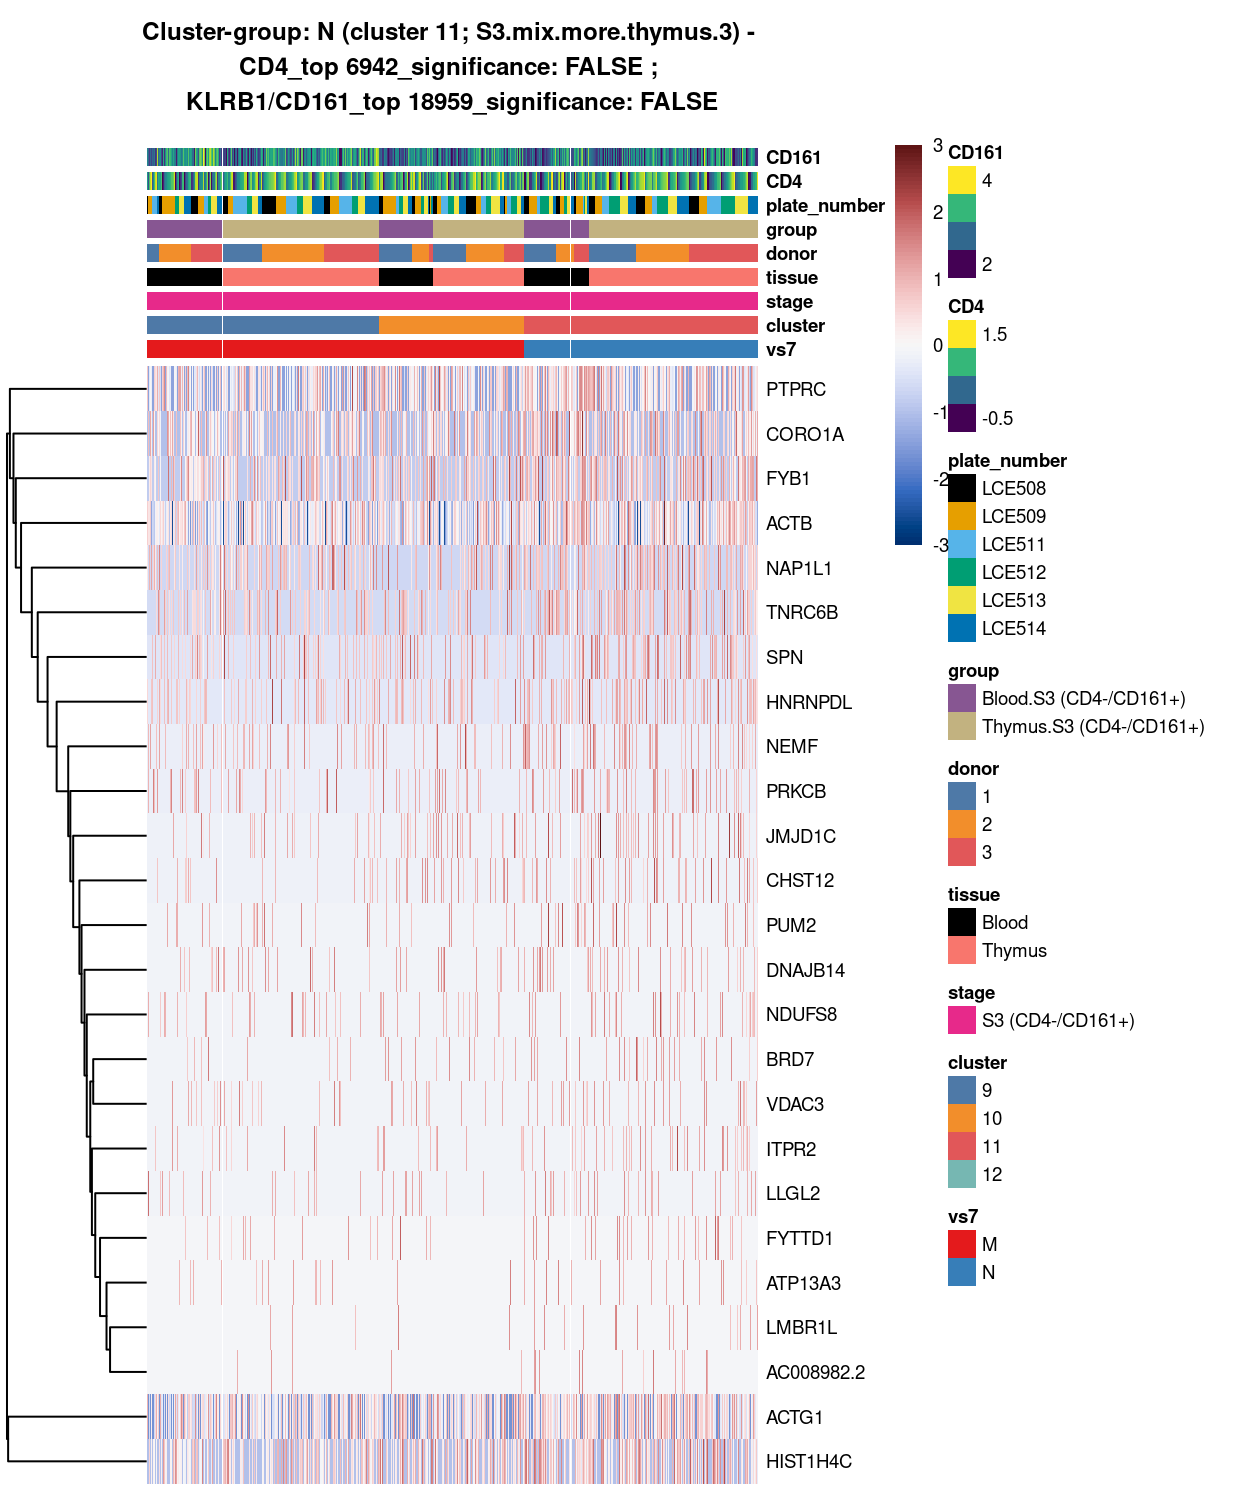 Cluster-group: N (cluster 11; S3.mix.more.thymus.3) -
CD4_top 6942_significance: FALSE ;
KLRB1/CD161_top 18959_significance: FALSE
CD161
CD4
plate_number
group
donor
tissue
stage
cluster
vs7
PTPRC
CORO1A
FYB1
ACTB
NAP1L1
TNRC6B
SPN
HNRNPDL
NEMF
PRKCB
JMJD1C
CHST12
PUM2
DNAJB14
NDUFS8
BRD7
VDAC3
ITPR2
LLGL2
FYTTD1
ATP13A3
LMBR1L
AC008982.2
ACTG1
HIST1H4C
3
2
1
0
-1
-2
-3
CD161
4
2
CD4
1.5
-0.5
plate_number
LCE508
LCE509
LCE511
LCE512
LCE513
LCE514
group
Blood.S3 (CD4-/CD161+)
Thymus.S3 (CD4-/CD161+)
donor
1
2
3
tissue
Blood
Thymus
stage
S3 (CD4-/CD161+)
cluster
9
10
11
12
vs7
M
N